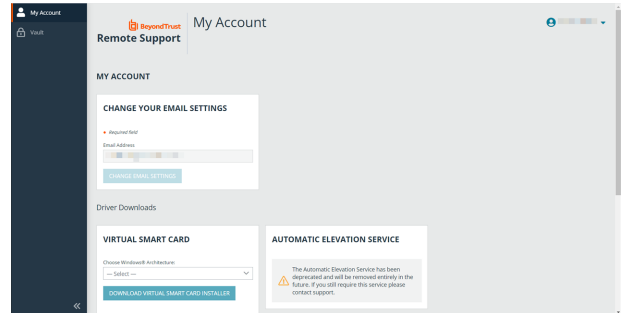 My Account
Vault
BeyondTrust
Remote Support
My Account
MY ACCOUNT
CHANGE YOUR EMAIL SETTINGS
• Required field
Email Address
CHANGE EMAIL SETTINGS
Driver Downloads
VIRTUAL SMART CARD
Choose Windows® Architecture:
--- Select ---
DOWNLOAD VIRTUAL SMART CARD INSTALLER
AUTOMATIC ELEVATION SERVICE
The Automatic Elevation Service has been
deprecated and will be removed entirely in the
future. If you still require this service please
contact support.